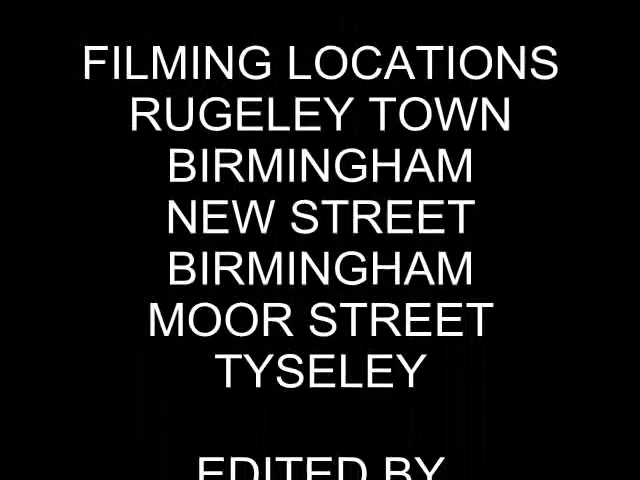 FILMING LOCATIONS
RUGELEY TOWN
BIRMINGHAM
NEW STREET
BIRMINGHAM
MOOR STREET
TYSELEY
EDITED BY